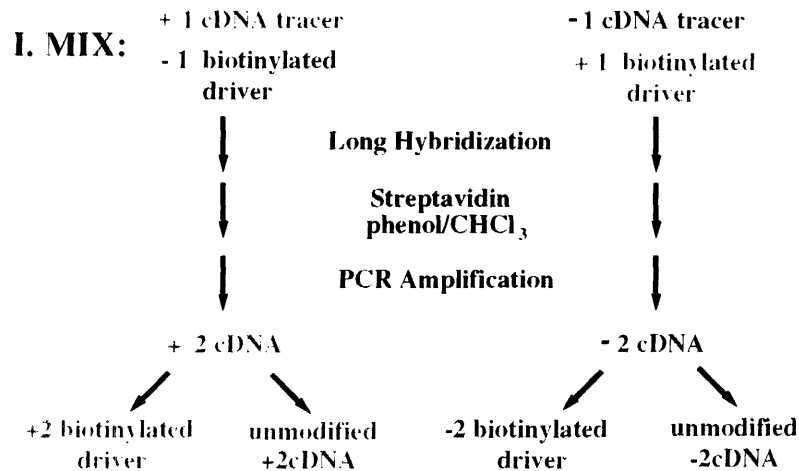 I. MIX:
+ 1 cDNA tracer
- 1 biotinylated
driver
- 1 cDNA tracer
+ 1 biotinylated
driver
Long Hybridization
Streptavidin
phenol/CHCl3
PCR Amplification
+ 2 cDNA
- 2 cDNA
+2 biotinylated
driver
unmodified
+2cDNA
-2 biotinylated
driver
unmodified
-2cDNA